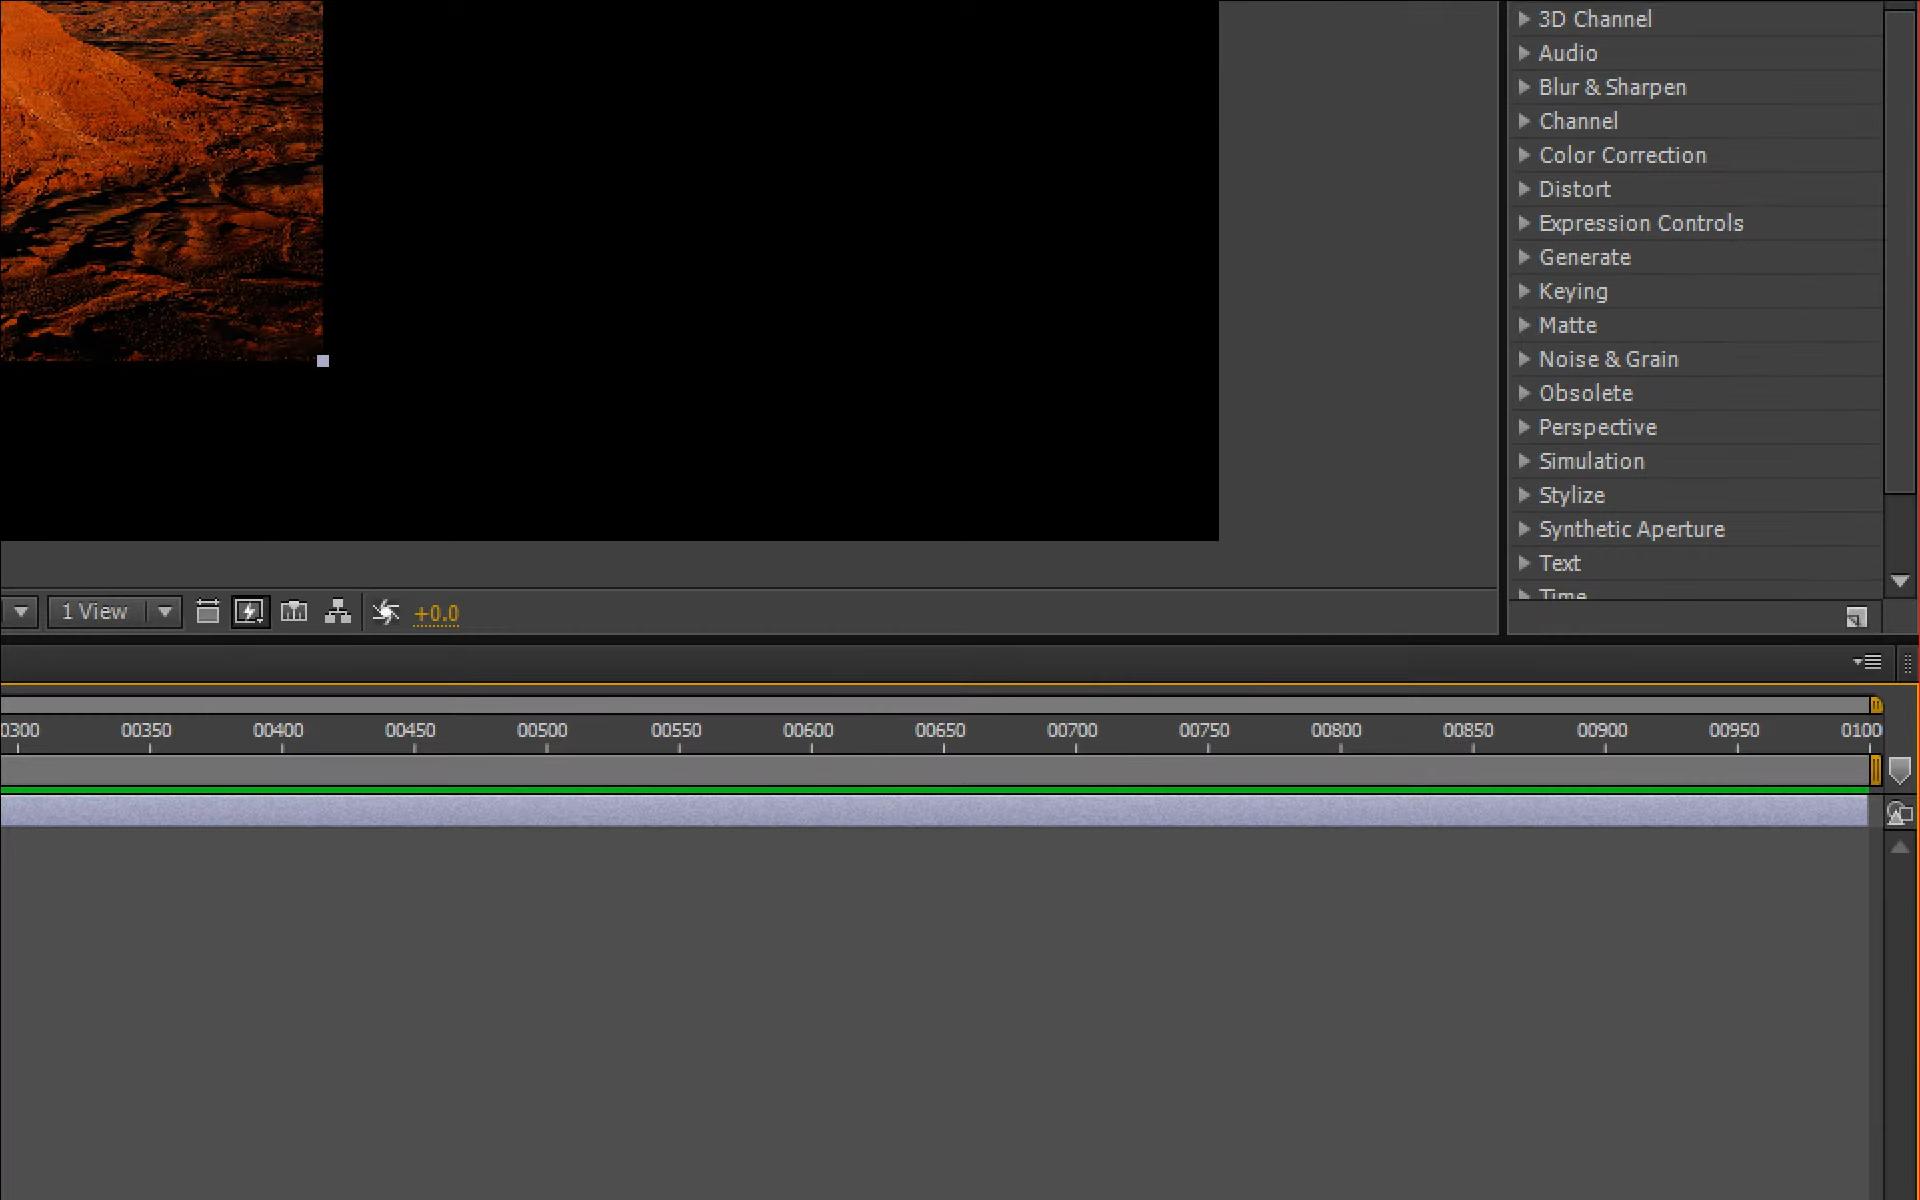 3D Channel
Audio
Blur & Sharpen
Channel
Color Correction
Distort
Expression Controls
Generate
Keying
Matte
Noise & Grain
Obsolete
Perspective
Simulation
Stylize
Synthetic Aperture
Text
Time
1 View +0.0
0300 00350 00400 00450 00500 00550 00600 00650 00700 00750 00800 00850 00900 00950 0100